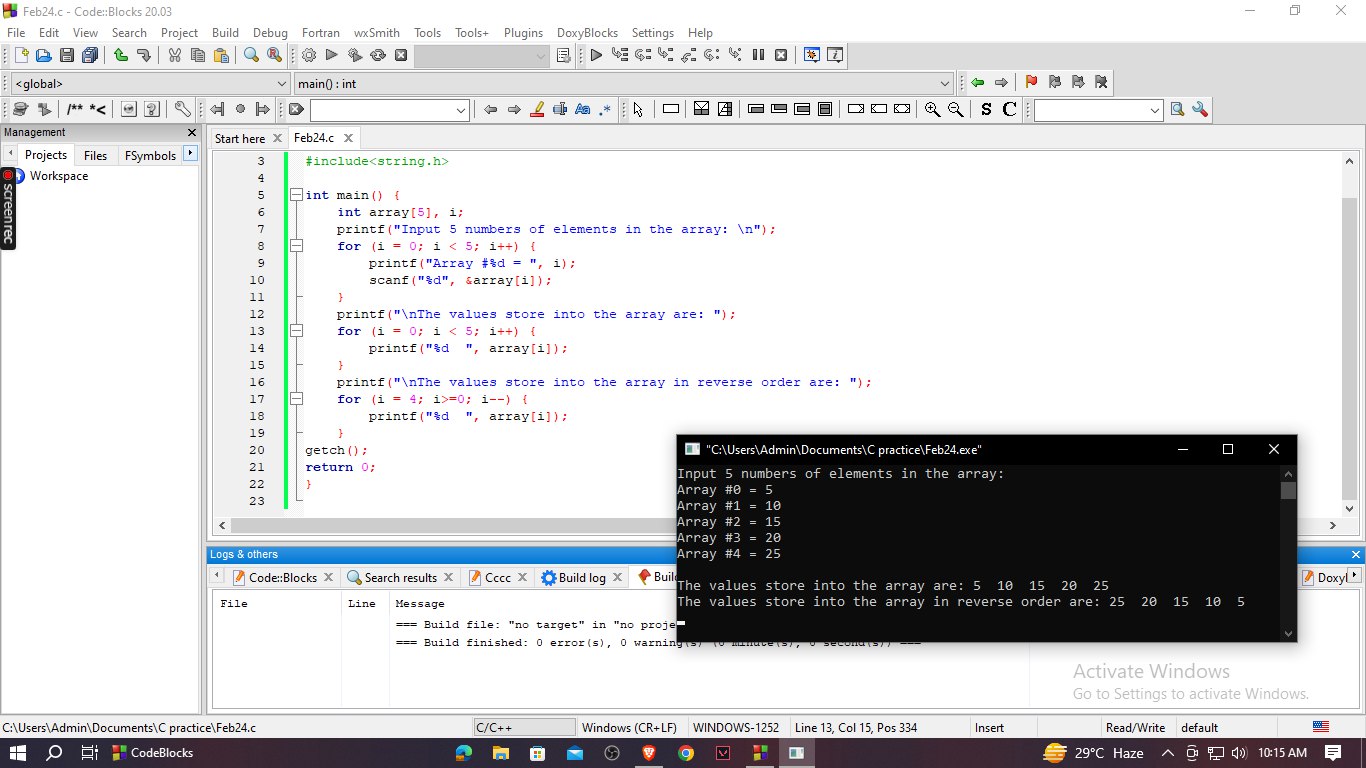 Feb24.c - Code::Blocks 20.03
File Edit View Search Project Build Debug Fortran wxSmith Tools Tools+ Plugins DoxyBlocks Settings Help
<global> main() : int
/** *< Aa .* S C
Management
Projects Files FSymbols
Workspace
screenrec
Start here Feb24.c
3 #include<string.h>
4
5 int main() {
6 int array[5], i;
7 printf("Input 5 numbers of elements in the array: \n");
8 for (i = 0; i < 5; i++) {
9 printf("Array #%d = ", i);
10 scanf("%d", &array[i]);
11 }
12 printf("\nThe values store into the array are: ");
13 for (i = 0; i < 5; i++) {
14 printf("%d  ", array[i]);
15 }
16 printf("\nThe values store into the array in reverse order are: ");
17 for (i = 4; i>=0; i--) {
18 printf("%d  ", array[i]);
19 }
20 getch();
21 return 0;
22 }
23
"C:\Users\Admin\Documents\C practice\Feb24.exe"
Input 5 numbers of elements in the array:
Array #0 = 5
Array #1 = 10
Array #2 = 15
Array #3 = 20
Array #4 = 25
The values store into the array are: 5  10  15  20  25
The values store into the array in reverse order are: 25  20  15  10  5
Logs & others
Code::Blocks Search results Cccc Build log Buil Doxyl
File Line Message
=== Build file: "no target" in "no proje
=== Build finished: 0 error(s), 0 warning(s) (0 minute(s), 0 second(s)) ===
Activate Windows
Go to Settings to activate Windows.
C:\Users\Admin\Documents\C practice\Feb24.c C/C++ Windows (CR+LF) WINDOWS-1252 Line 13, Col 15, Pos 334 Insert Read/Write default
CodeBlocks 29°C Haze 10:15 AM